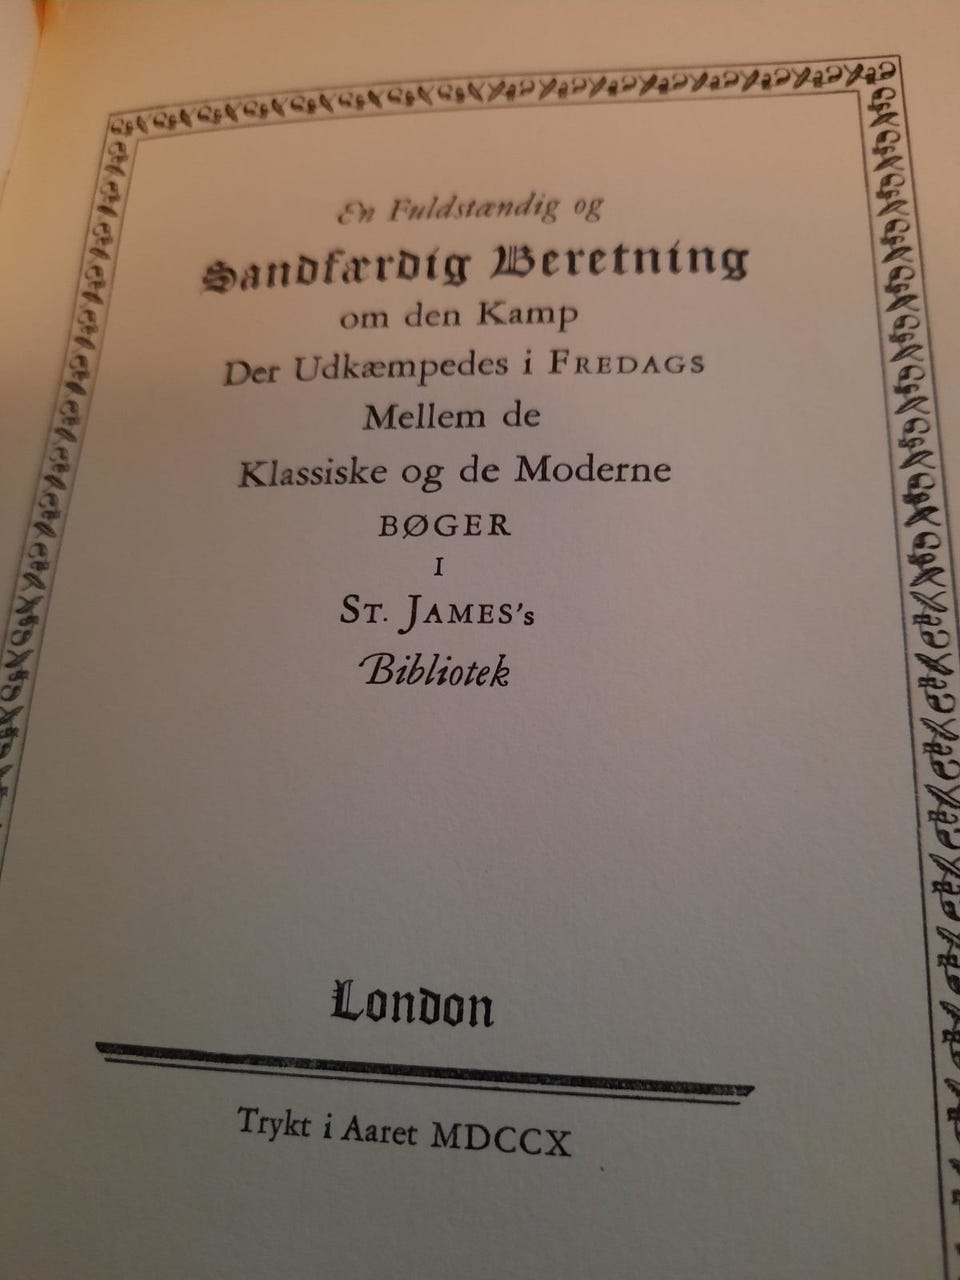 En Fuldstændig og
Sandfærdig Beretning
om den Kamp
Der Udkæmpedes i FREDAGS
Mellem de
Klassiske og de Moderne
BØGER
I
ST. JAMES's
Bibliotek
London
Trykt i Aaret MDCCX